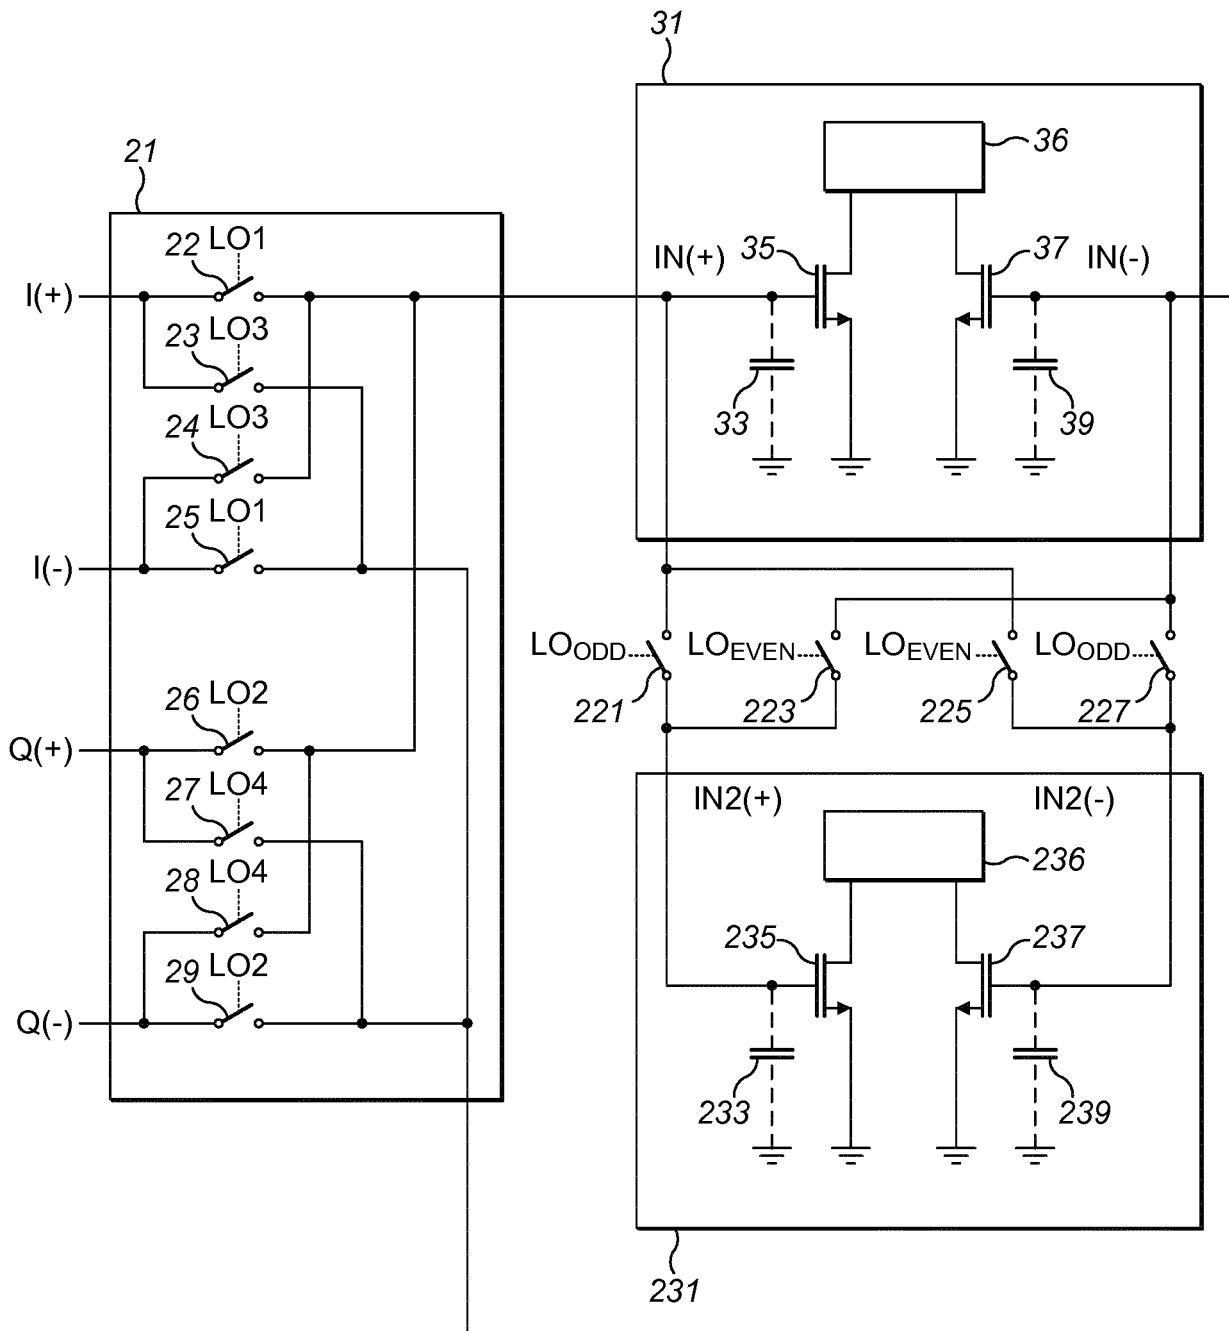 31
21
36
22 LO1
I(+)
23 LO3
24 LO3
25 LO1
I(-)
IN(+)
35
37
IN(-)
33
39
LOODD
LOEVEN
LOEVEN
LOODD
221
223
225
227
26 LO2
Q(+)
27 LO4
28 LO4
29 LO2
Q(-)
IN2(+)
IN2(-)
236
235
237
233
239
231